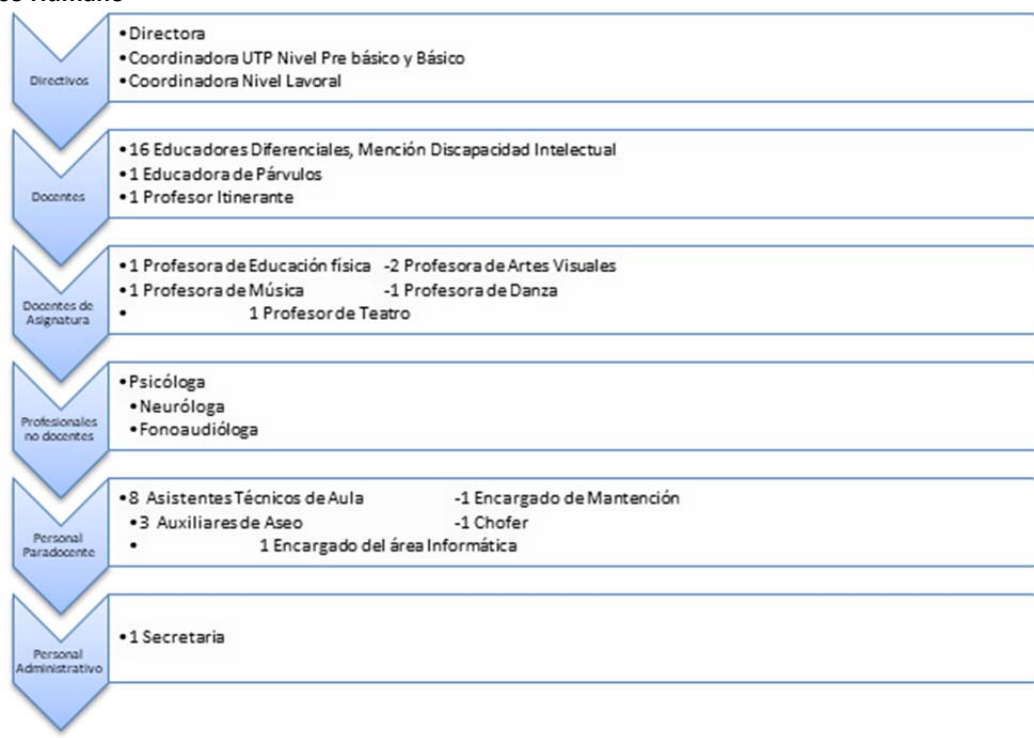 Humano
Directivos
•Directora
•Coordinadora UTP Nivel Pre básico y Básico
•Coordinadora Nivel Lavoral
Docentes
•16 Educadores Diferenciales, Mención Discapacidad Intelectual
•1 Educadora de Párvulos
•1 Profesor Itinerante
Docentes de
Asignatura
•1 Profesora de Educación física -2 Profesora de Artes Visuales
•1 Profesora de Música -1 Profesora de Danza
• 1 Profesor de Teatro
Profesionales
no docentes
•Psicóloga
•Neuróloga
•Fonoaudióloga
Personal
Paradocente
•8 Asistentes Técnicos de Aula -1 Encargado de Mantención
•3 Auxiliares de Aseo -1 Chofer
• 1 Encargado del área Informática
Personal
Administrativo
•1 Secretaria